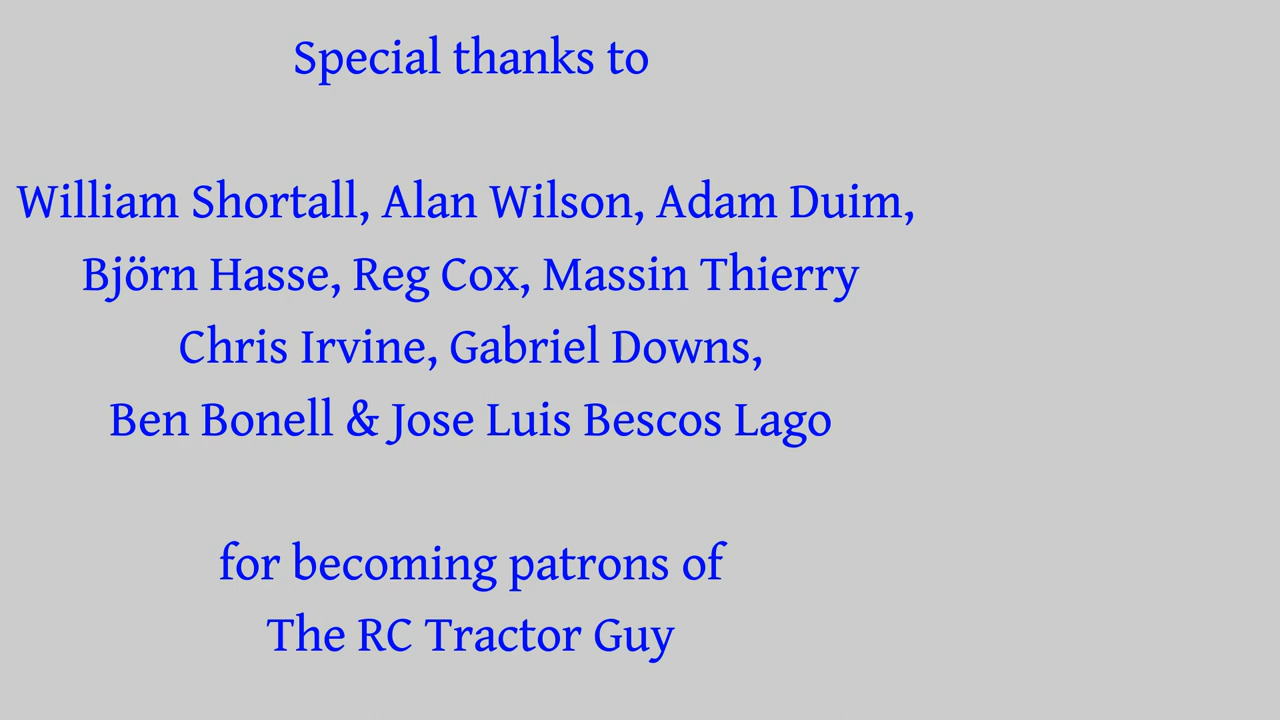 Special thanks to
William Shortall, Alan Wilson, Adam Duim,
Björn Hasse, Reg Cox, Massin Thierry
Chris Irvine, Gabriel Downs,
Ben Bonell & Jose Luis Bescos Lago
for becoming patrons of
The RC Tractor Guy